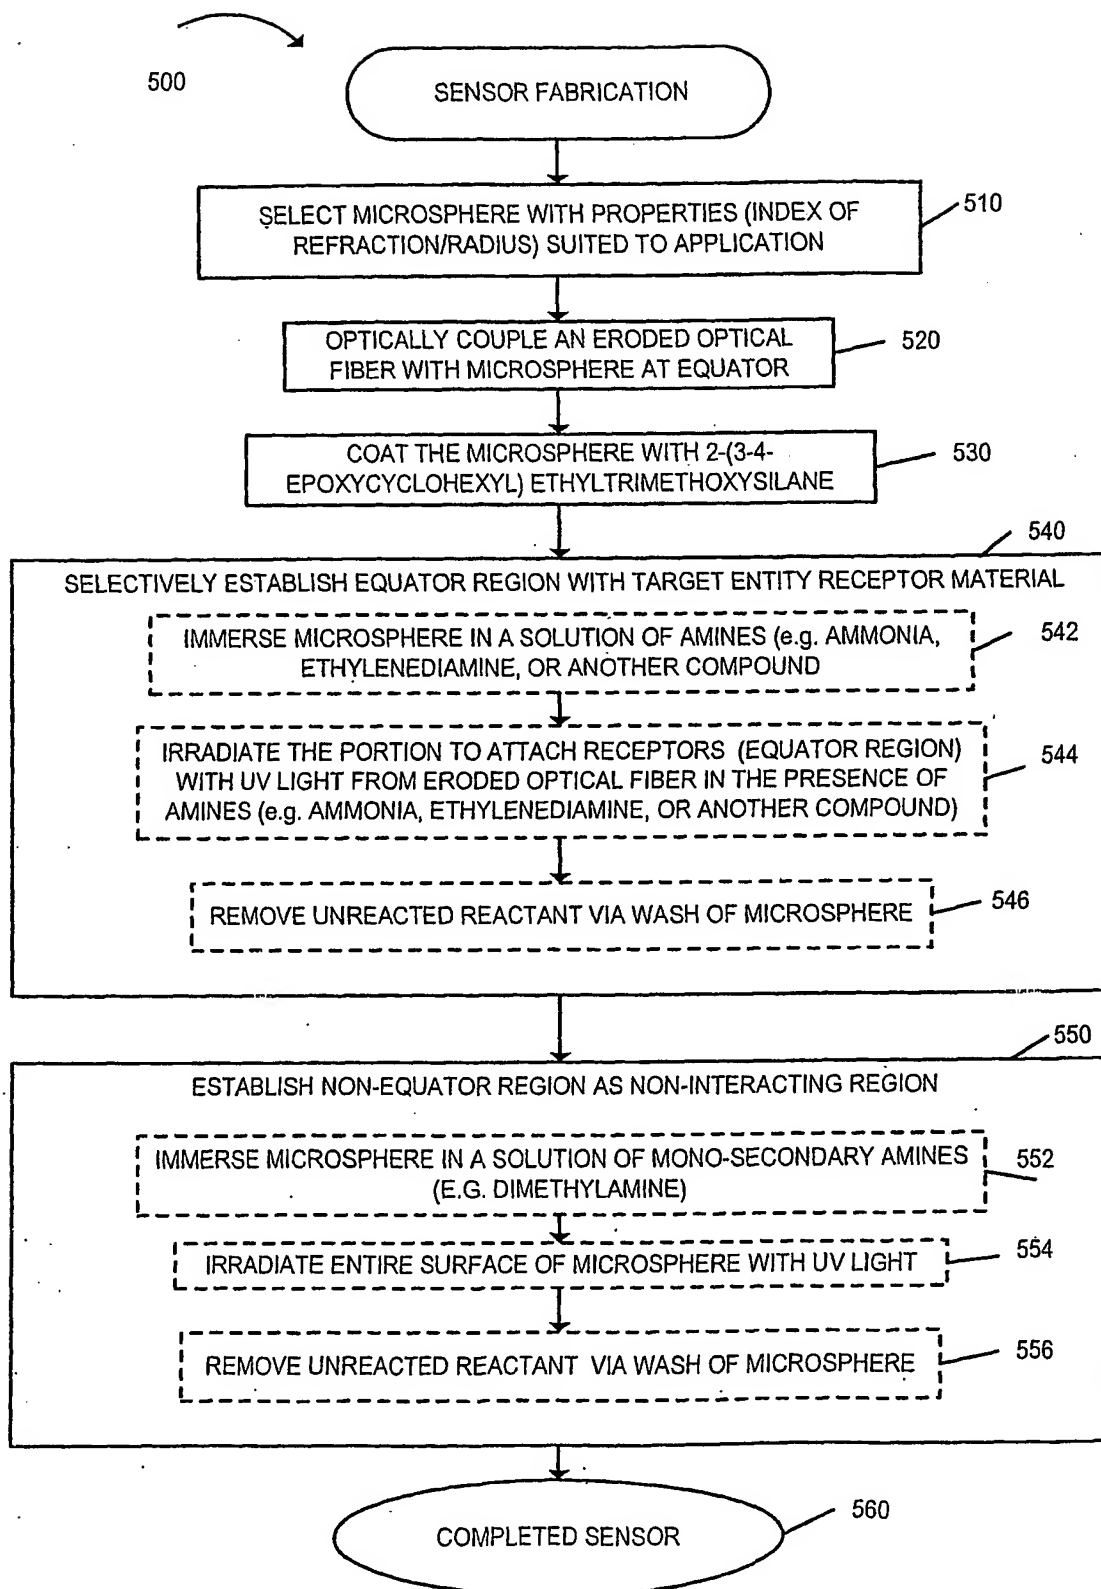 500
SENSOR FABRICATION
SELECT MICROSPHERE WITH PROPERTIES (INDEX OF
REFRACTION/RADIUS) SUITED TO APPLICATION
510
OPTICALLY COUPLE AN ERODED OPTICAL
FIBER WITH MICROSPHERE AT EQUATOR
520
COAT THE MICROSPHERE WITH 2-(3-4-
EPOXYCYCLOHEXYL) ETHYLTRIMETHOXYSILANE
530
540
SELECTIVELY ESTABLISH EQUATOR REGION WITH TARGET ENTITY RECEPTOR MATERIAL
IMMERSE MICROSPHERE IN A SOLUTION OF AMINES (e.g. AMMONIA,
ETHYLENEDIAMINE, OR ANOTHER COMPOUND
542
IRRADIATE THE PORTION TO ATTACH RECEPTORS (EQUATOR REGION)
WITH UV LIGHT FROM ERODED OPTICAL FIBER IN THE PRESENCE OF
AMINES (e.g. AMMONIA, ETHYLENEDIAMINE, OR ANOTHER COMPOUND)
544
REMOVE UNREACTED REACTANT VIA WASH OF MICROSPHERE
546
550
ESTABLISH NON-EQUATOR REGION AS NON-INTERACTING REGION
IMMERSE MICROSPHERE IN A SOLUTION OF MONO-SECONDARY AMINES
(E.G. DIMETHYLAMINE)
552
IRRADIATE ENTIRE SURFACE OF MICROSPHERE WITH UV LIGHT
554
REMOVE UNREACTED REACTANT VIA WASH OF MICROSPHERE
556
COMPLETED SENSOR
560